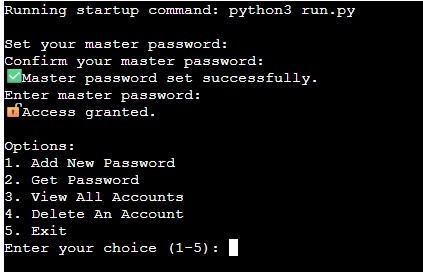 Running startup command: python3 run.py
Set your master password:
Confirm your master password:
✅Master password set successfully.
Enter master password:
🔓Access granted.
Options:
1. Add New Password
2. Get Password
3. View All Accounts
4. Delete An Account
5. Exit
Enter your choice (1-5):